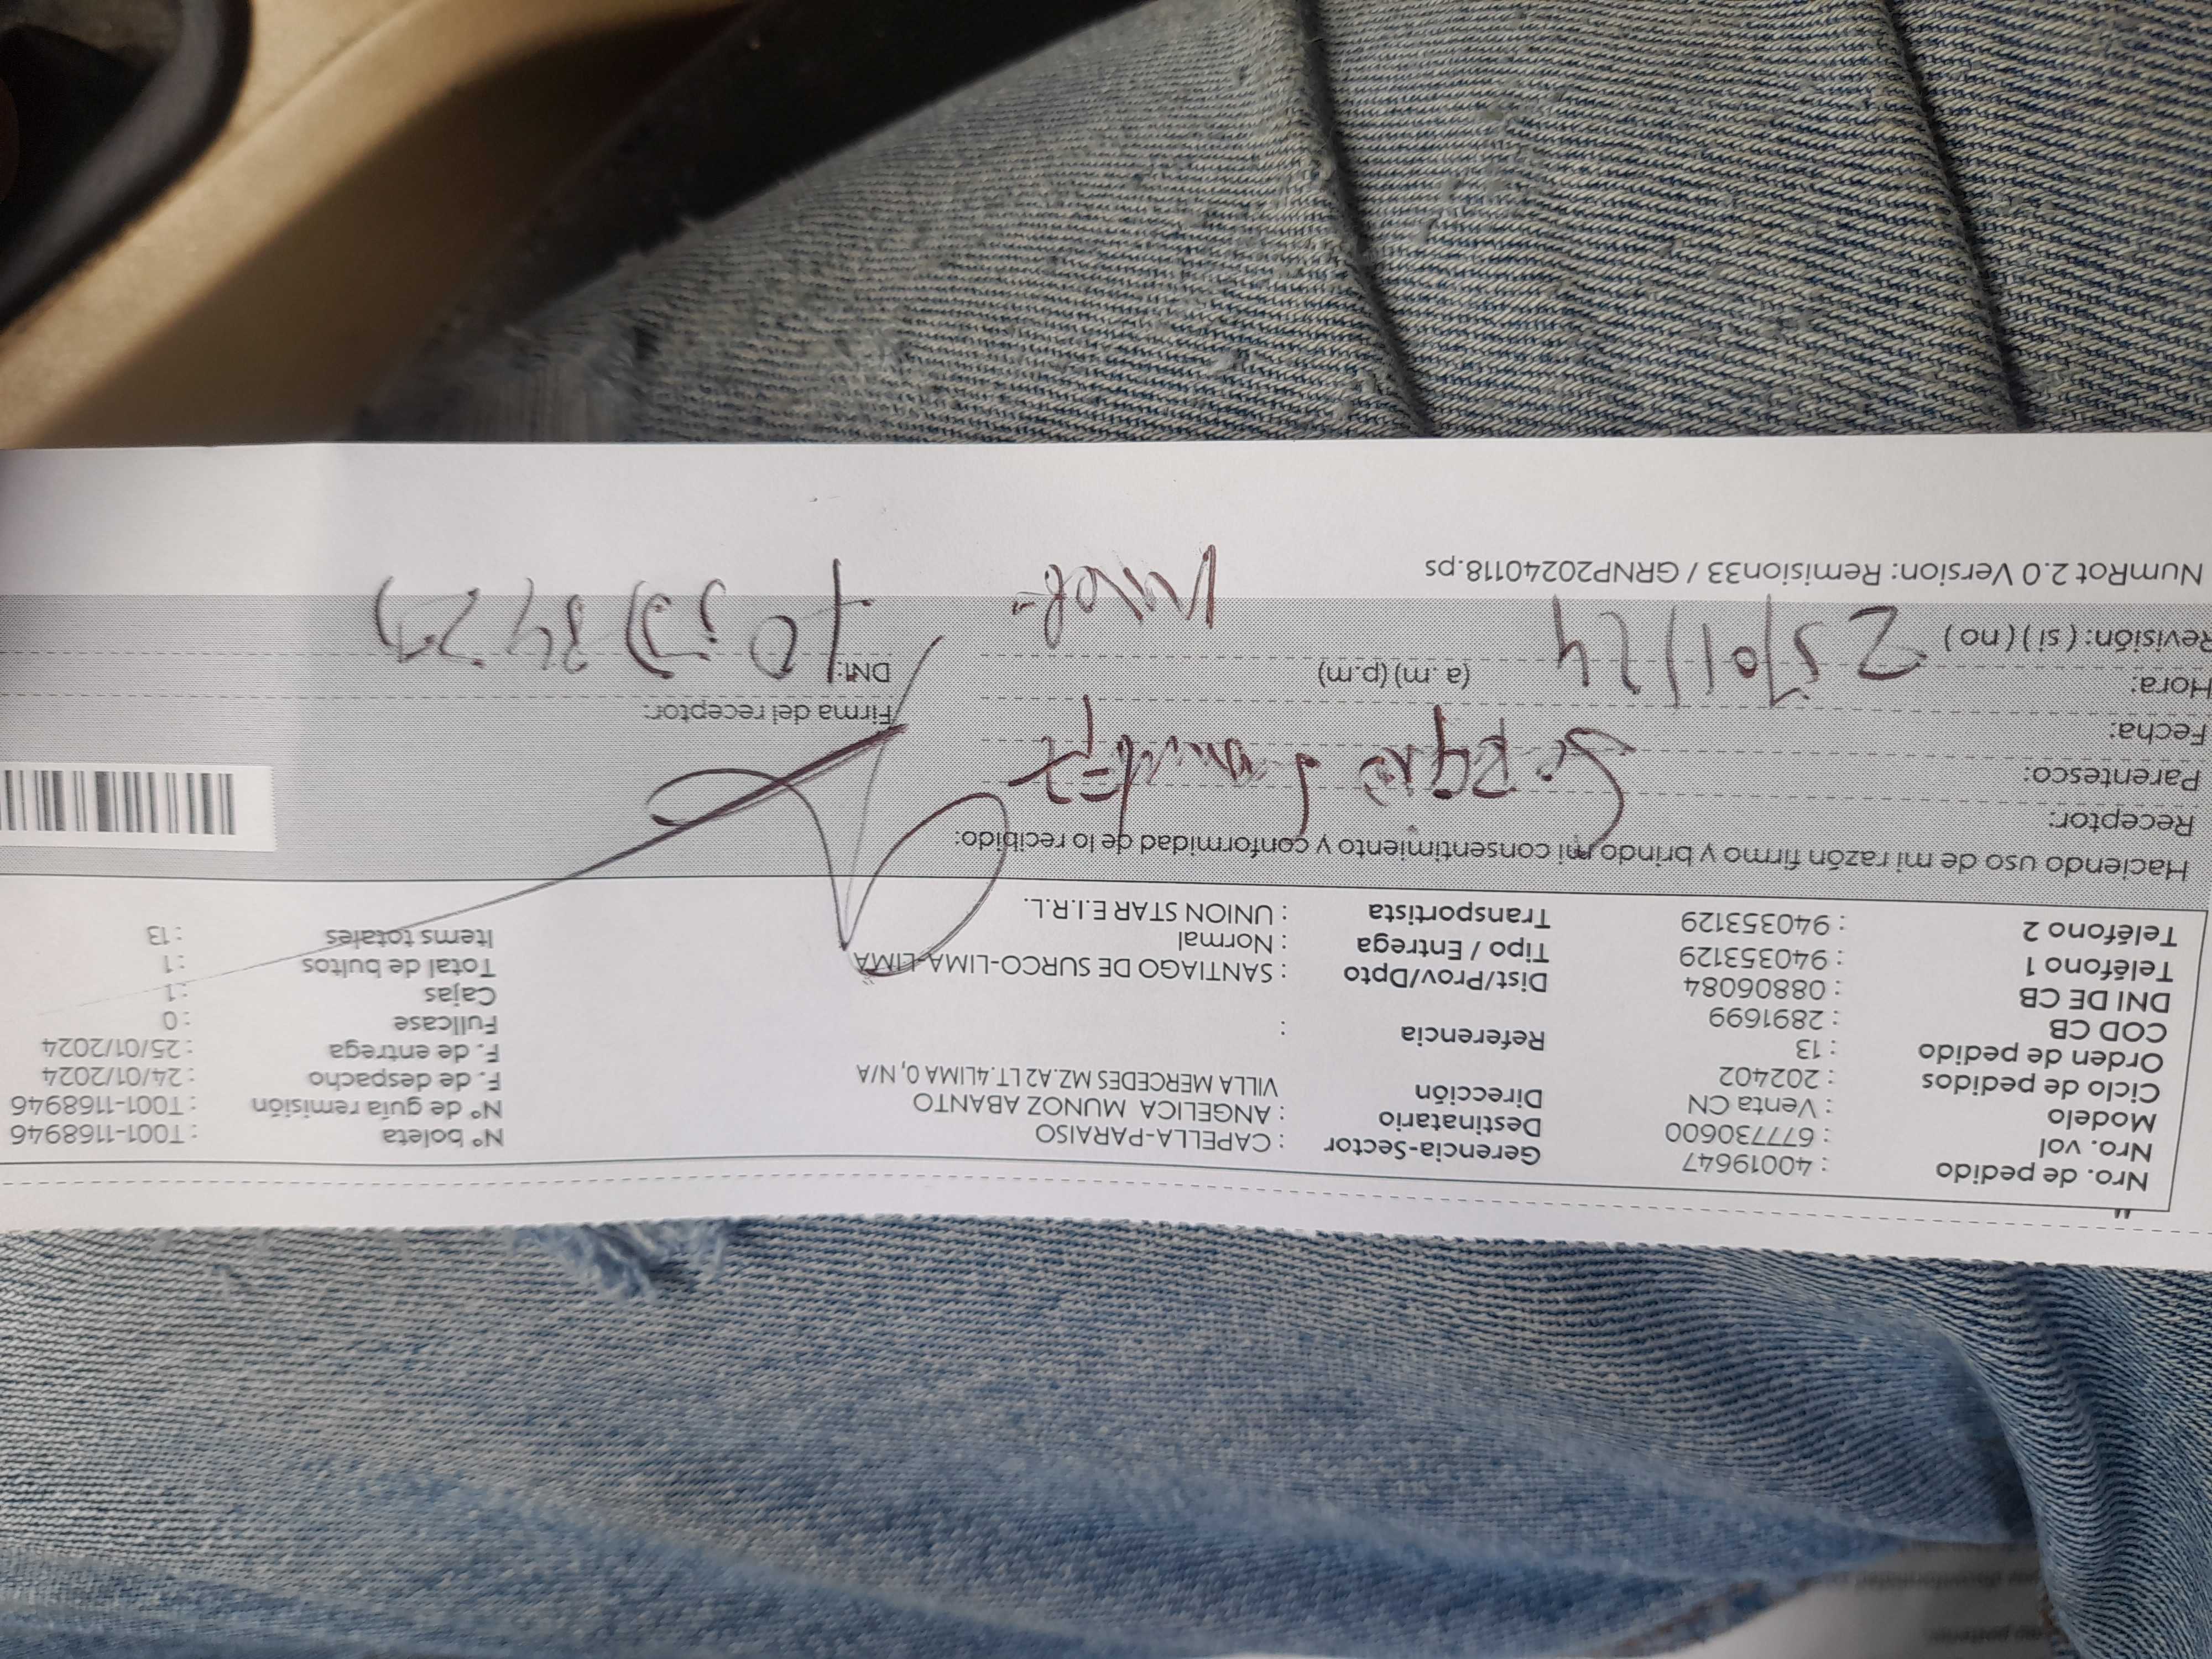 Nro. de pedido : 40019647 Gerencia-Sector : CAPELLA-PARAISO N° boleta : T001-1168946
Nro. vol : 677730600 Destinatario : ANGELICA MUNOZ ABANTO N° de guía remisión : T001-1168946
Modelo : Venta CN Dirección VILLA MERCEDES MZ.A2 LT.4LIMA 0, N/A F. de despacho : 24/01/2024
Ciclo de pedidos : 202402 F. de entrega : 25/01/2024
Orden de pedido : 13 Referencia : Fullcase : 0
COD CB : 2891699 Cajas : 1
DNI DE CB : 08806084 Dist/Prov/Dpto : SANTIAGO DE SURCO-LIMA-LIMA Total de bultos : 1
Teléfono 1 : 940353129 Tipo / Entrega : Normal Items totales : 13
Teléfono 2 : 940353129 Transportista : UNION STAR E.I.R.L.
Haciendo uso de mi razón firmo y brindo mi consentimiento y conformidad de lo recibido:
Receptor:
Parentesco:
Fecha: Firma del receptor:
Hora: (a .m) (p.m) DNI:
Revisión: ( si ) ( no ) 25/01/24
NumRot 2.0 Version: Remision33 / GRNP20240118.ps